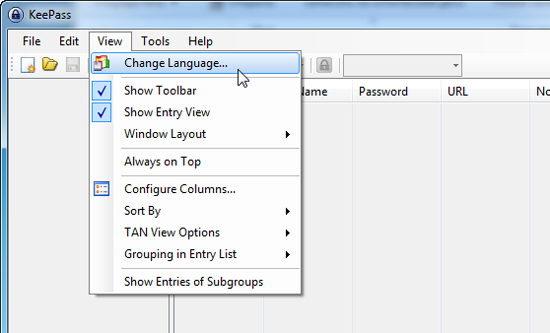 KeePass
File Edit View Tools Help
Change Language...
Name Password URL No
Show Toolbar
Show Entry View
Window Layout
Always on Top
Configure Columns...
Sort By
TAN View Options
Grouping in Entry List
Show Entries of Subgroups